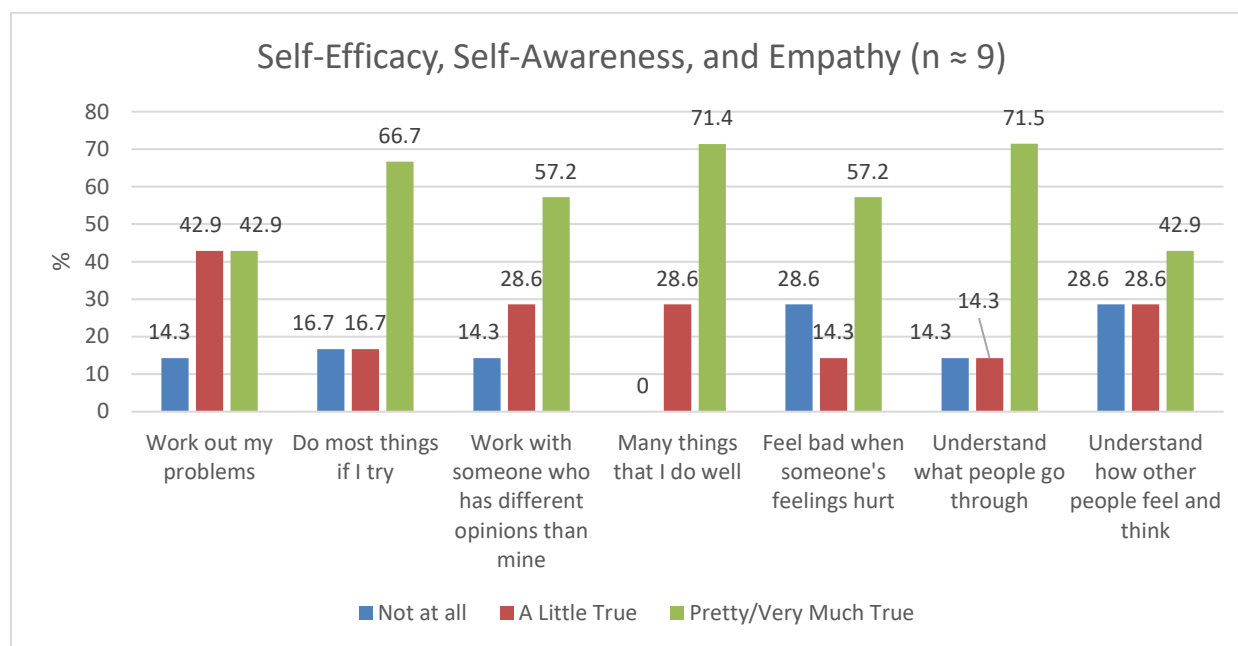 Self-Efficacy, Self-Awareness, and Empathy (n ≈ 9)
80
70
60
50
40
30
20
10
0
%
14.3
42.9
42.9
16.7
16.7
66.7
14.3
28.6
57.2
0
28.6
71.4
28.6
14.3
57.2
14.3
14.3
71.5
28.6
28.6
42.9
Work out my
problems
Do most things
if I try
Work with
someone who
has different
opinions than
mine
Many things
that I do well
Feel bad when
someone's
feelings hurt
Understand
what people go
through
Understand
how other
people feel and
think
Not at all
A Little True
Pretty/Very Much True